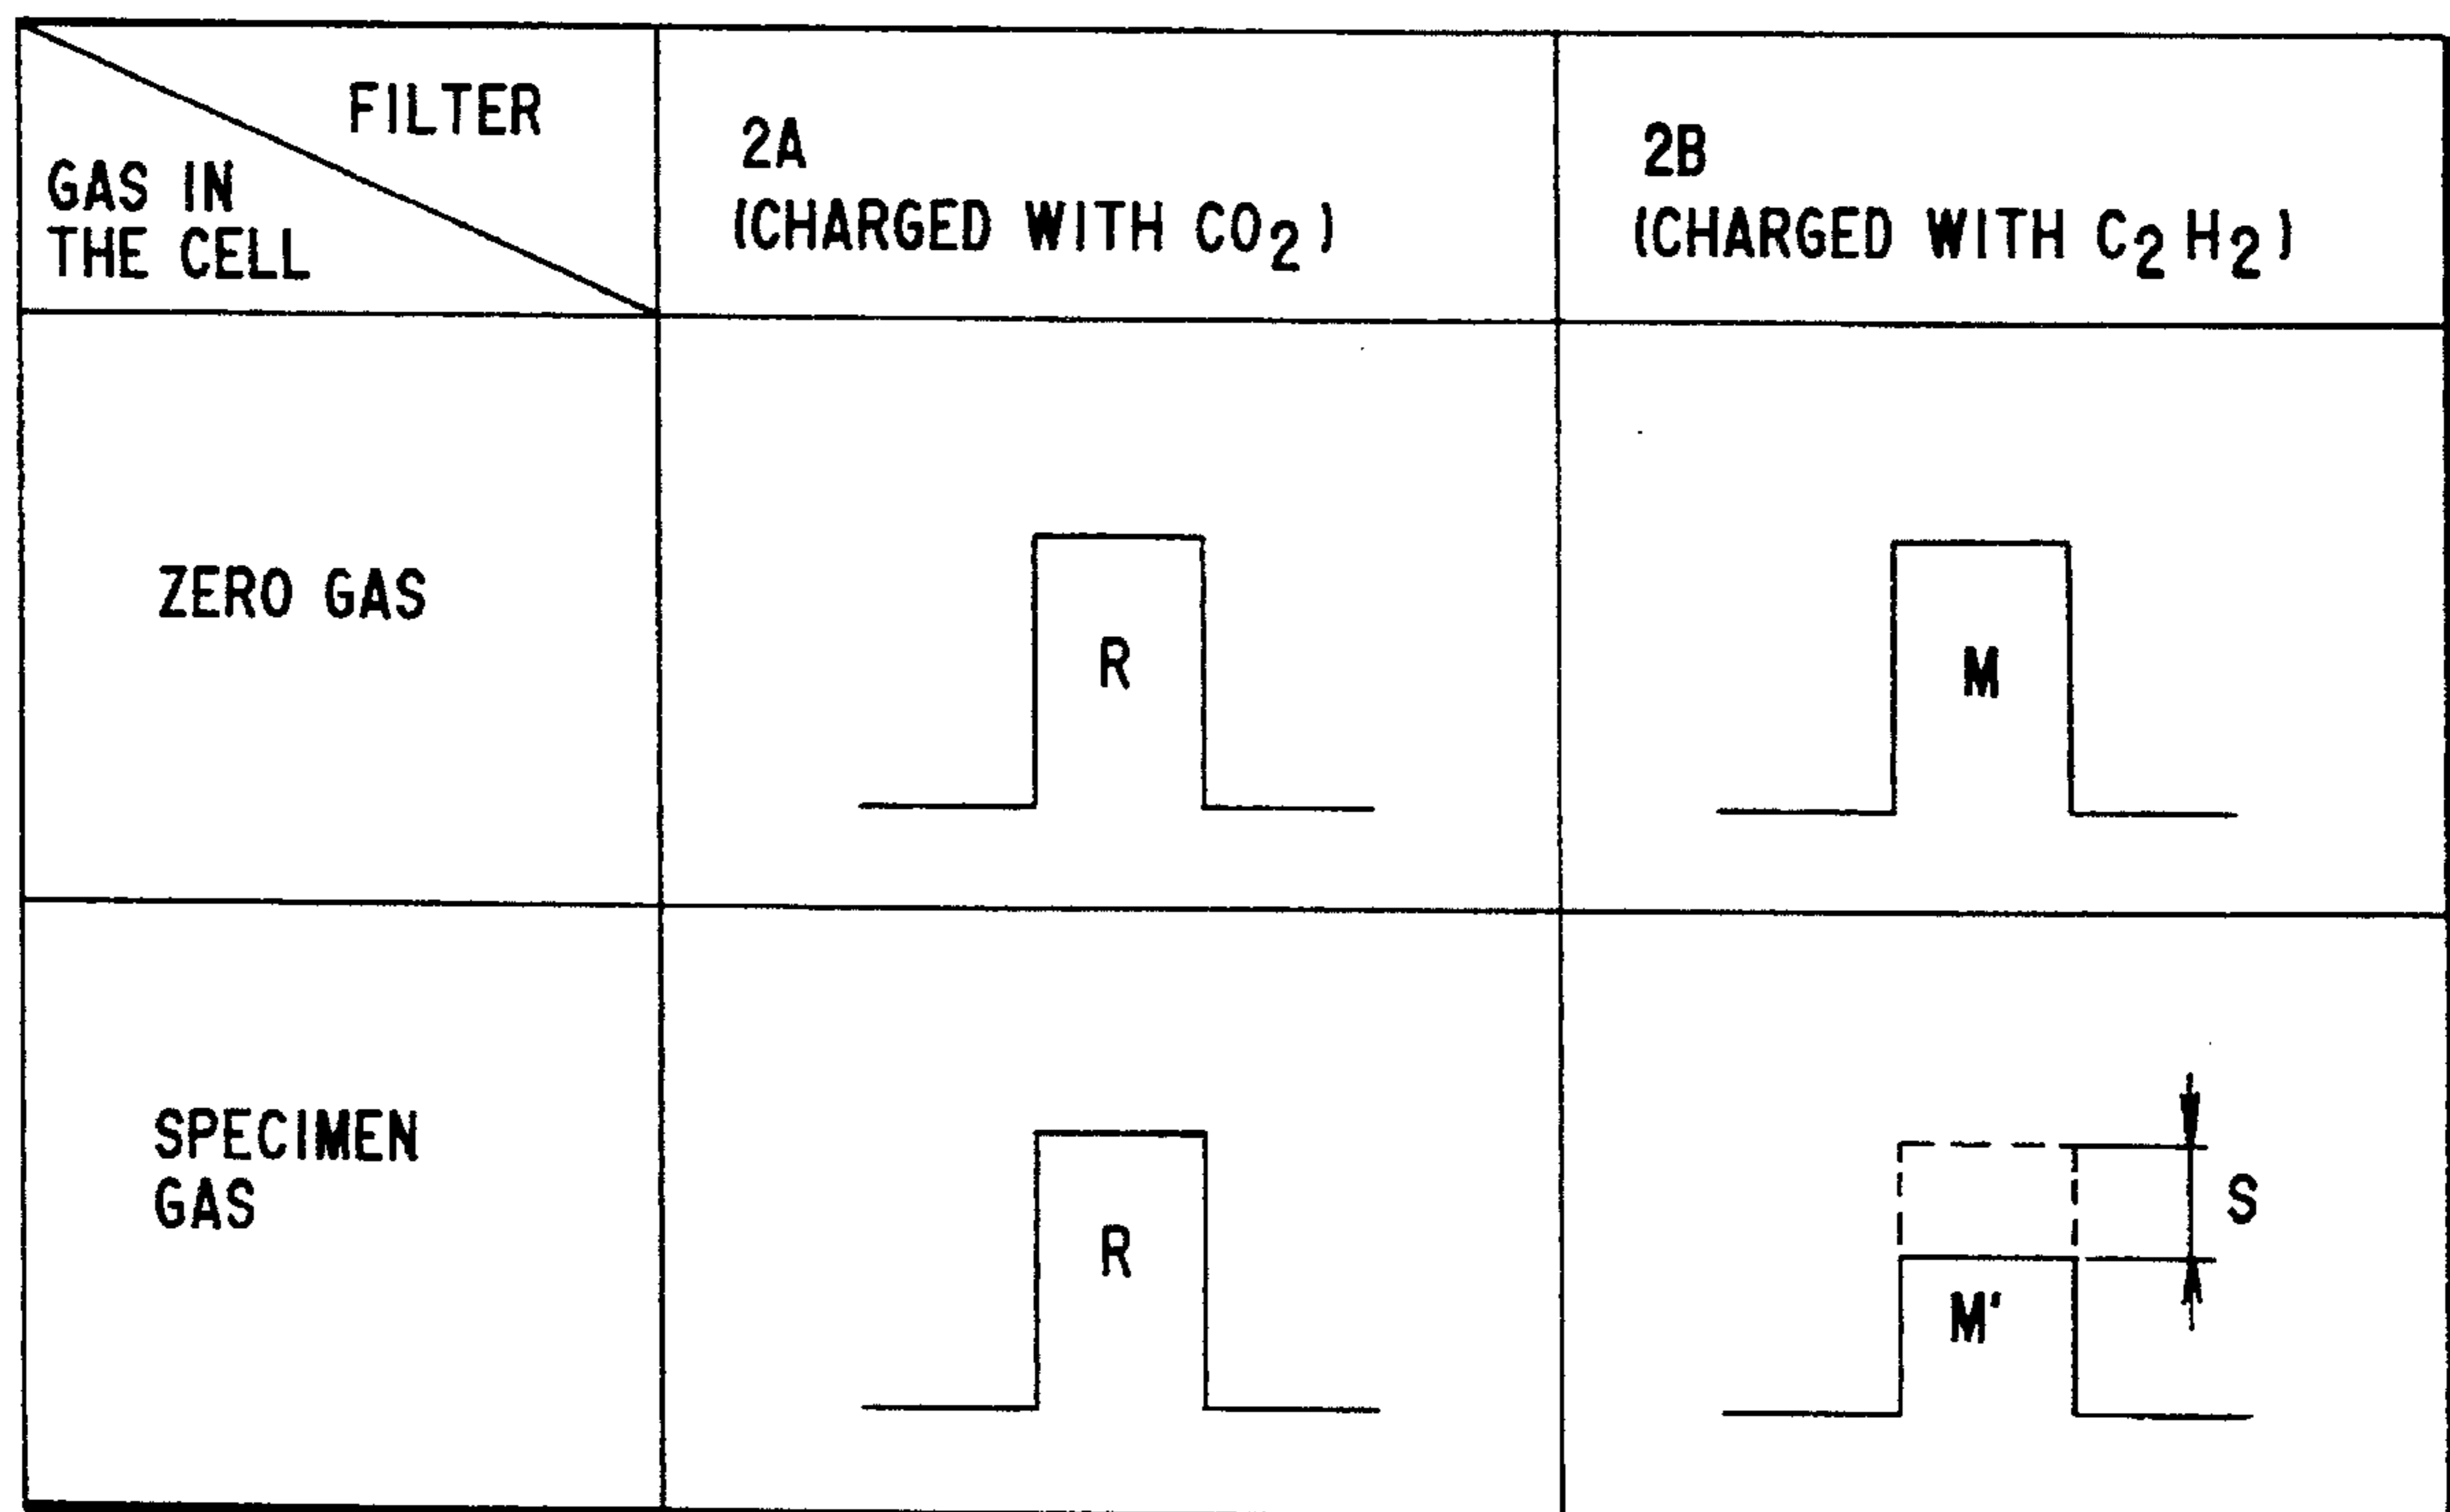 FILTER
GAS IN
THE CELL
2A
(CHARGED WITH CO₂)
2B
(CHARGED WITH C₂H₂)
ZERO GAS
R
M
SPECIMEN
GAS
R
M'
S